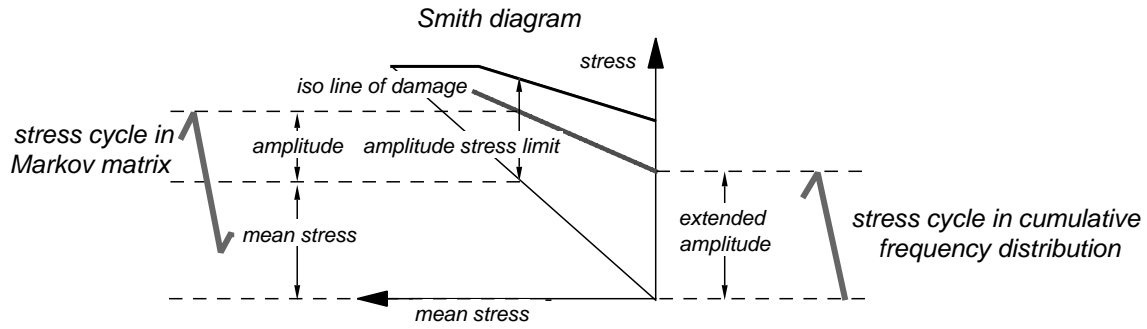 Smith diagram
stress
iso line of damage
stress cycle in
Markov matrix
amplitude
amplitude stress limit
mean stress
extended
amplitude
stress cycle in cumulative
frequency distribution
mean stress